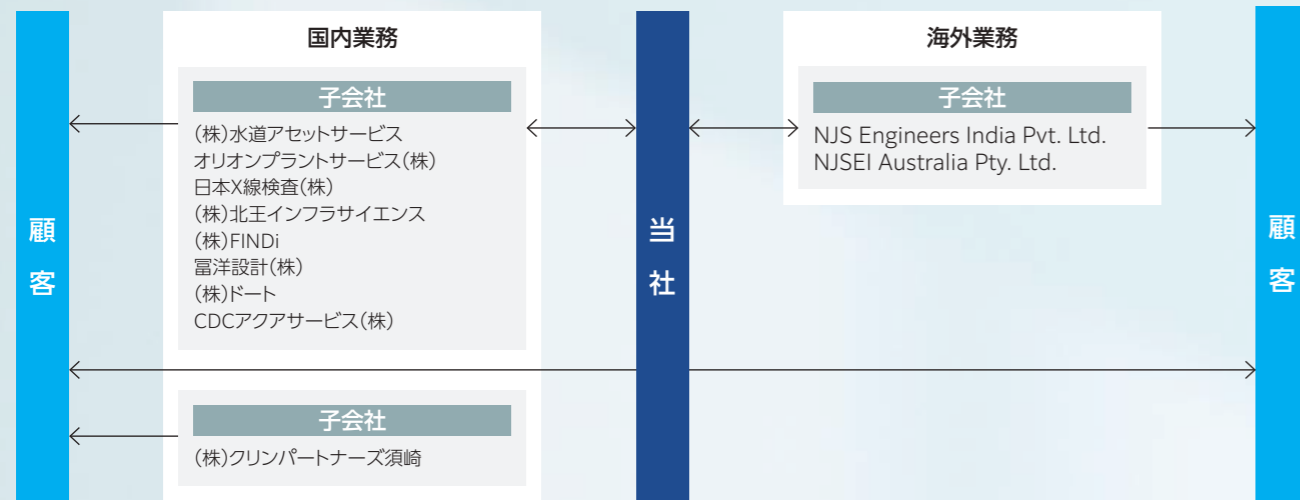 顧客
国内業務
子会社
(株)水道アセットサービス
オリオンプラントサービス(株)
日本X線検査(株)
(株)北王インフラサイエンス
(株)FINDi
冨洋設計(株)
(株)ドート
CDCアクアサービス(株)
子会社
(株)クリンパートナーズ須崎
当社
海外業務
子会社
NJS Engineers India Pvt. Ltd.
NJSEI Australia Pty. Ltd.
顧客